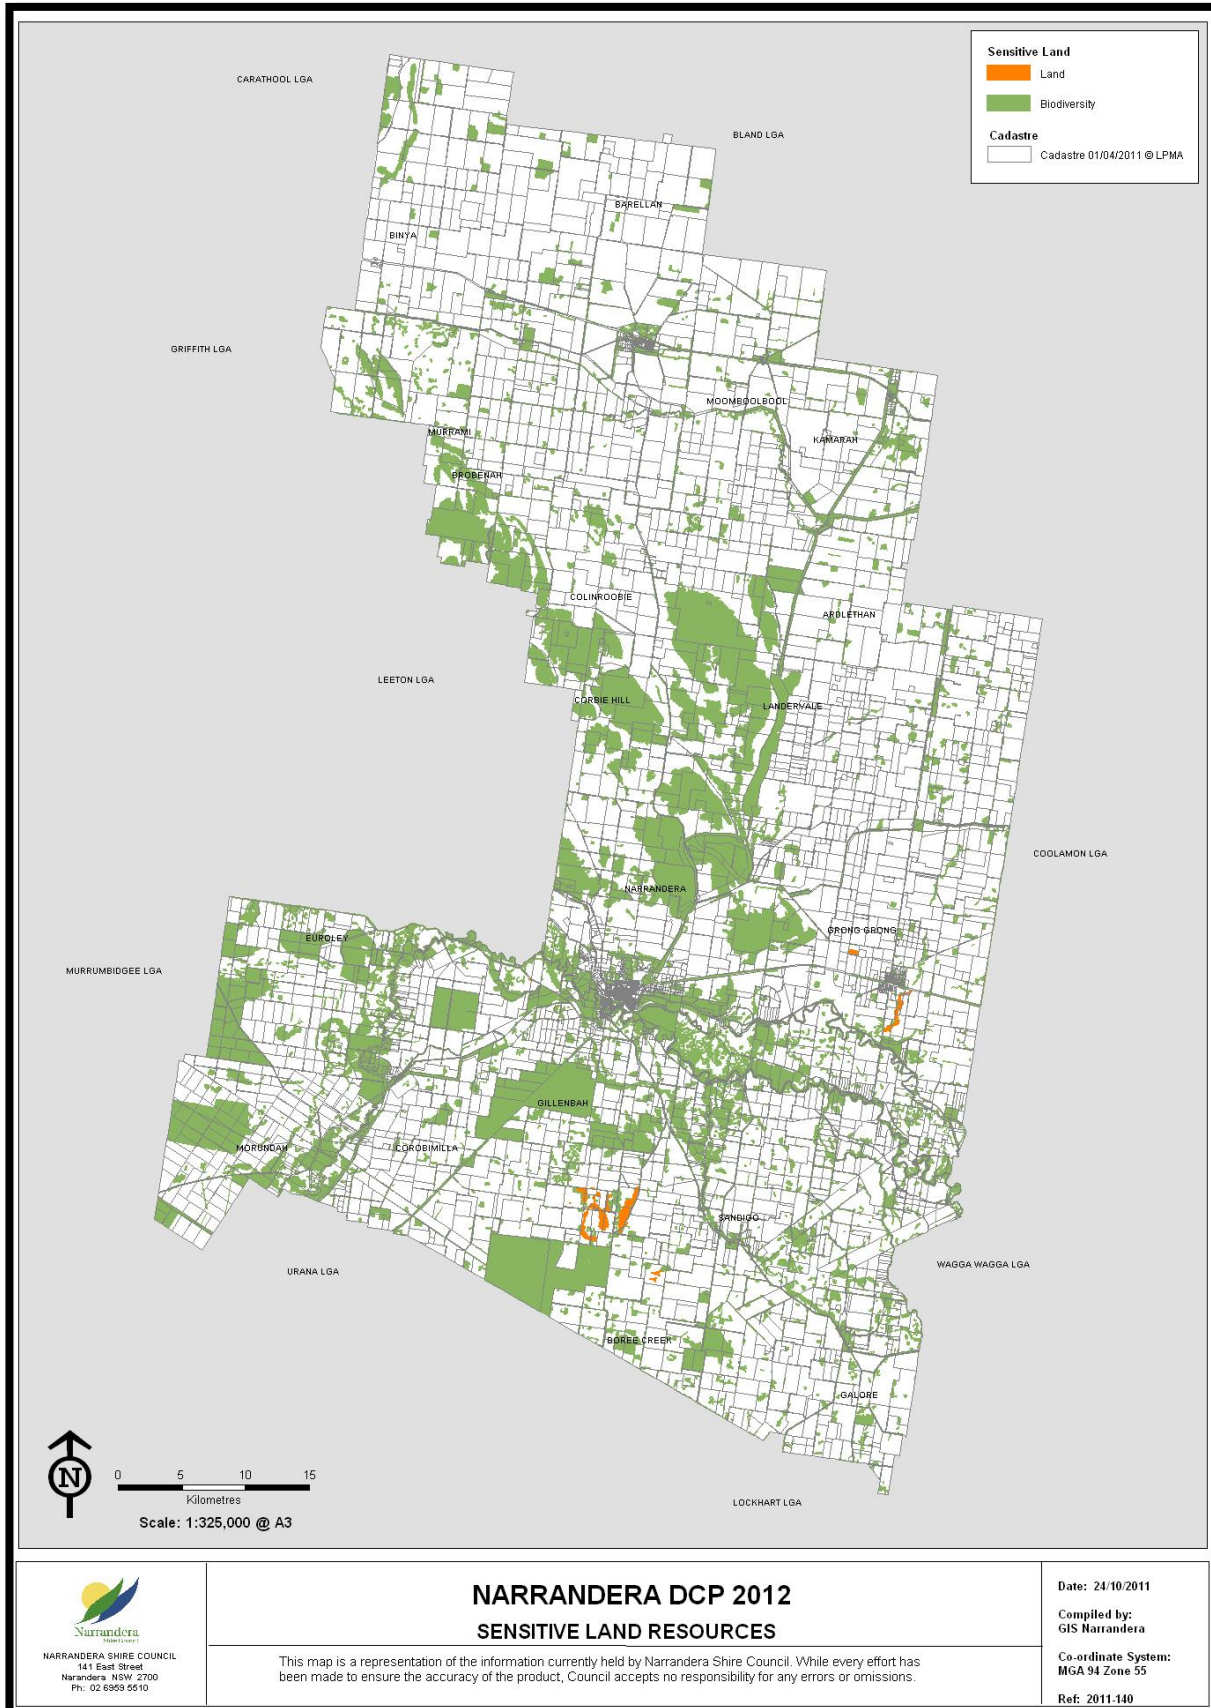 Sensitive Land
Land
Biodiversity
Cadastre
Cadastre 01/04/2011 © LPMA
CARATHOOL LGA
BLAND LGA
BARELLAN
BINYA
GRIFFITH LGA
MOOMBOOLBOOL
MURRAMI
KAMARAH
BROBENAH
COLINROOBIE
ARDLETHAN
LEETON LGA
CORBIE HILL
LANDERVALE
COOLAMON LGA
NARRANDERA
GRONG GRONG
EUROLEY
MURRUMBIDGEE LGA
GILLENBAH
MORUNDAH
COROBIMILLA
SANDIGO
WAGGA WAGGA LGA
URANA LGA
BOREE CREEK
GALORE
LOCKHART LGA
N
0 5 10 15
Kilometres
Scale: 1:325,000 @ A3
Narrandera
Shire Council
NARRANDERA SHIRE COUNCIL
141 East Street
Narandera NSW 2700
Ph: 02 6959 5510
NARRANDERA DCP 2012
SENSITIVE LAND RESOURCES
This map is a representation of the information currently held by Narrandera Shire Council. While every effort has
been made to ensure the accuracy of the product, Council accepts no responsibility for any errors or omissions.
Date: 24/10/2011
Compiled by:
GIS Narrandera
Co-ordinate System:
MGA 94 Zone 55
Ref: 2011-140